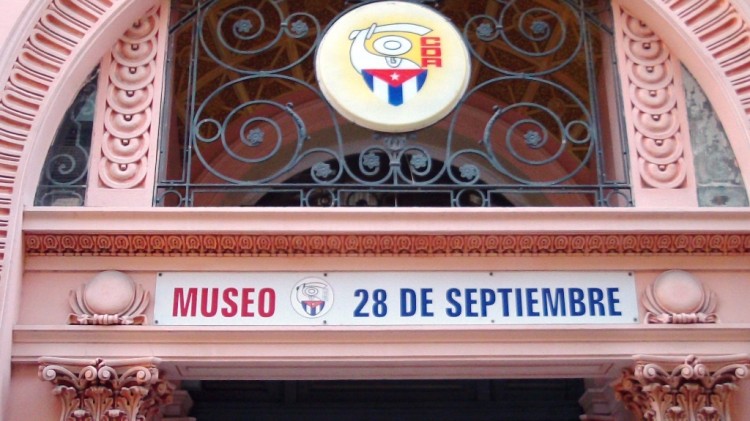 CDR
MUSEO 28 DE SEPTIEMBRE